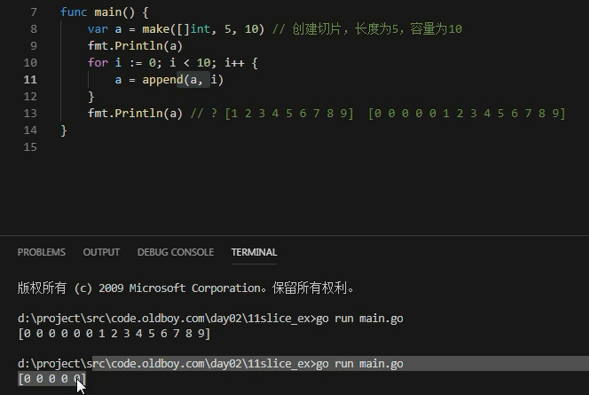 7 func main() {
8 var a = make([]int, 5, 10) // 创建切片，长度为5，容量为10
9 fmt.Println(a)
10 for i := 0; i < 10; i++ {
11 a = append(a, i)
12 }
13 fmt.Println(a) // ? [1 2 3 4 5 6 7 8 9] [0 0 0 0 0 1 2 3 4 5 6 7 8 9]
14 }
15
PROBLEMS OUTPUT DEBUG CONSOLE TERMINAL
版权所有 (c) 2009 Microsoft Corporation。保留所有权利。
d:\project\src\code.oldboy.com\day02\11slice_ex>go run main.go
[0 0 0 0 0 0 1 2 3 4 5 6 7 8 9]
d:\project\src\code.oldboy.com\day02\11slice_ex>go run main.go
[0 0 0 0 0]